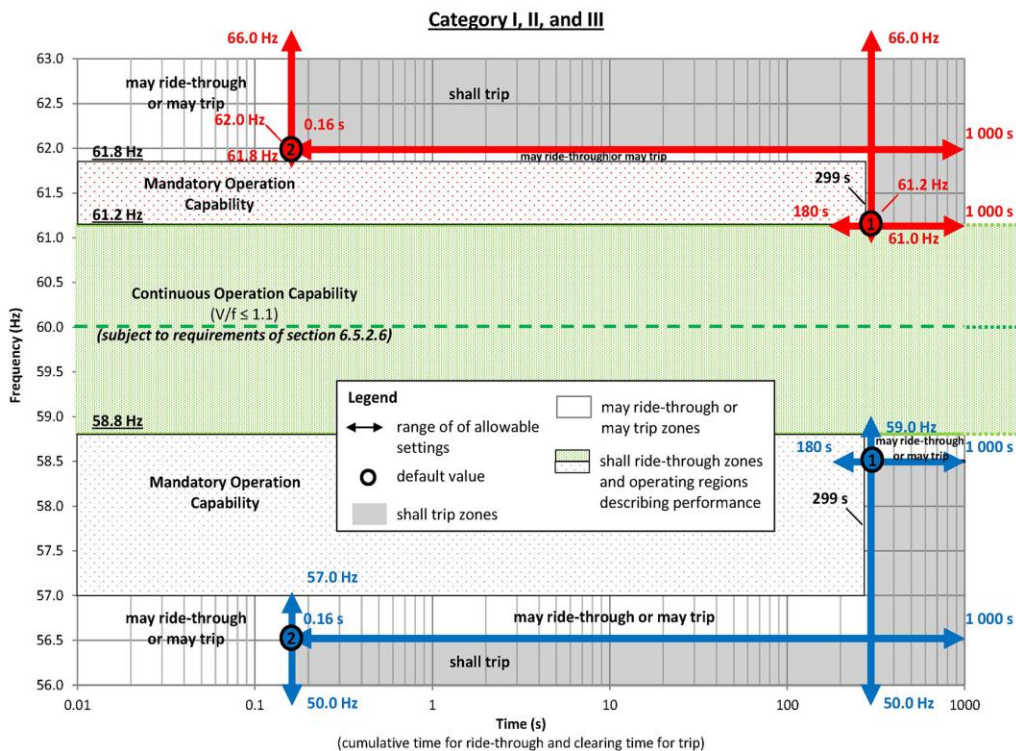 Category I, II, and III
66.0 Hz
66.0 Hz
63.0
may ride-through
or may trip
shall trip
62.5
62.0 Hz
0.16 s
1 000 s
62.0
2
61.8 Hz
61.8 Hz
may ride-through or may trip
Mandatory Operation
Capability
299 s
61.5
61.2 Hz
61.2 Hz
180 s
1 000 s
1
61.0
61.0 Hz
60.5
Continuous Operation Capability
(V/f ≤ 1.1)
60.0
(subject to requirements of section 6.5.2.6)
Frequency (Hz)
59.5
59.0
58.8 Hz
Legend
range of of allowable
settings
default value
shall trip zones
may ride-through or
may trip zones
shall ride-through zones
and operating regions
describing performance
59.0 Hz
may ride-through
or may trip
180 s
1
1 000 s
58.5
Mandatory Operation
Capability
299 s
58.0
57.5
57.0 Hz
57.0
may ride-through
or may trip
0.16 s
may ride-through or may trip
1 000 s
56.5
2
shall trip
56.0
50.0 Hz
50.0 Hz
0.01
0.1
1
10
100
1000
Time (s)
(cumulative time for ride-through and clearing time for trip)